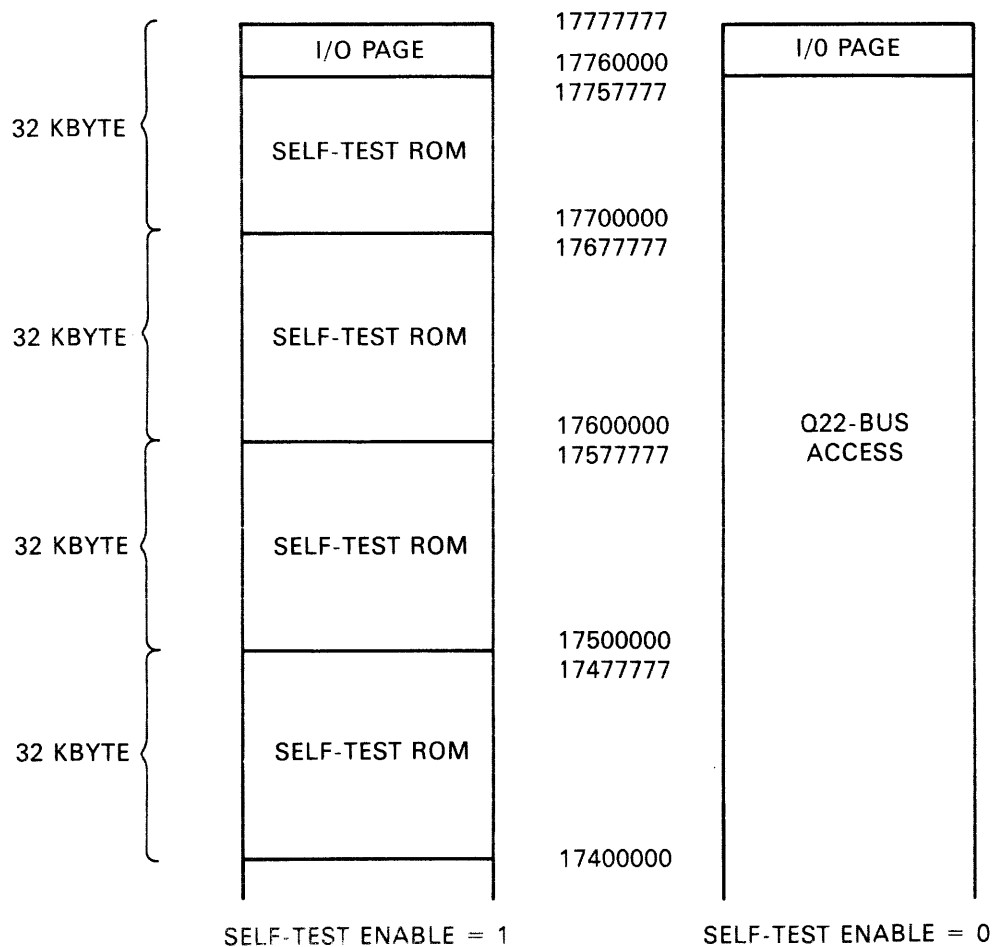 17777777
I/O PAGE
I/0 PAGE
17760000
17757777
32 KBYTE
SELF-TEST ROM
17700000
17677777
32 KBYTE
SELF-TEST ROM
17600000
17577777
Q22-BUS
ACCESS
32 KBYTE
SELF-TEST ROM
17500000
17477777
32 KBYTE
SELF-TEST ROM
17400000
SELF-TEST ENABLE = 1
SELF-TEST ENABLE = 0